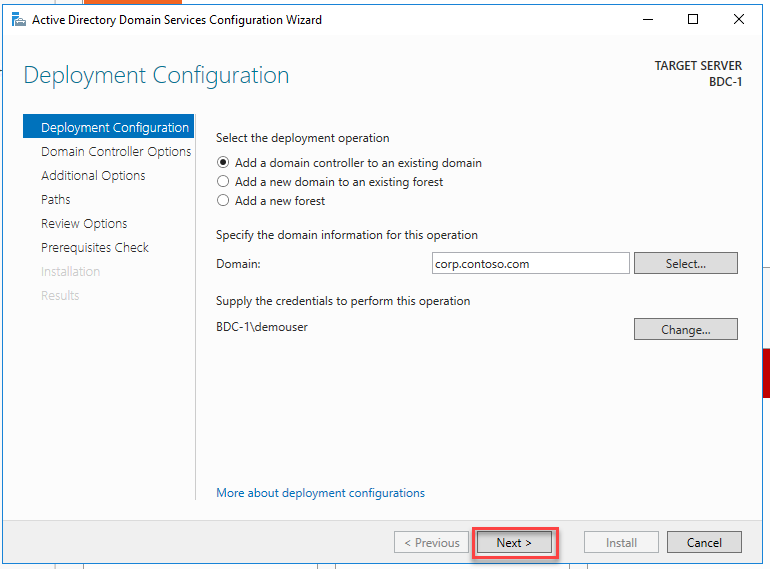 Active Directory Domain Services Configuration Wizard
Deployment Configuration
TARGET SERVER
BDC-1
Deployment Configuration
Domain Controller Options
Additional Options
Paths
Review Options
Prerequisites Check
Installation
Results
Select the deployment operation
Add a domain controller to an existing domain
Add a new domain to an existing forest
Add a new forest
Specify the domain information for this operation
Domain: corp.contoso.com Select...
Supply the credentials to perform this operation
BDC-1\demouser Change...
More about deployment configurations
< Previous Next > Install Cancel